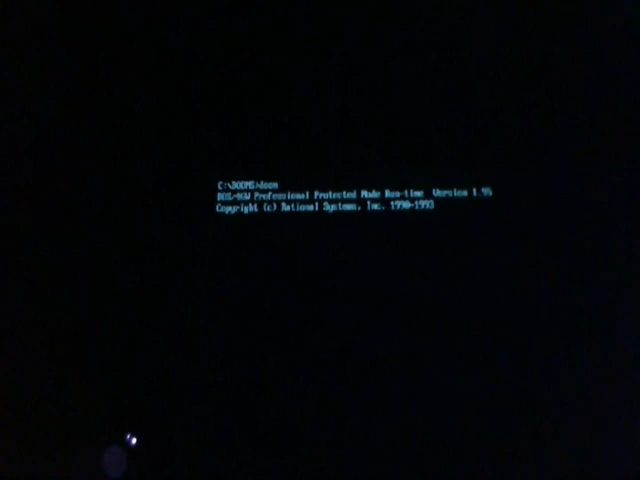 C:\DOOMS>doom
DOS/4GW Professional Protected Mode Run-time Version 1.95
Copyright (c) Rational Systems, Inc. 1990-1993